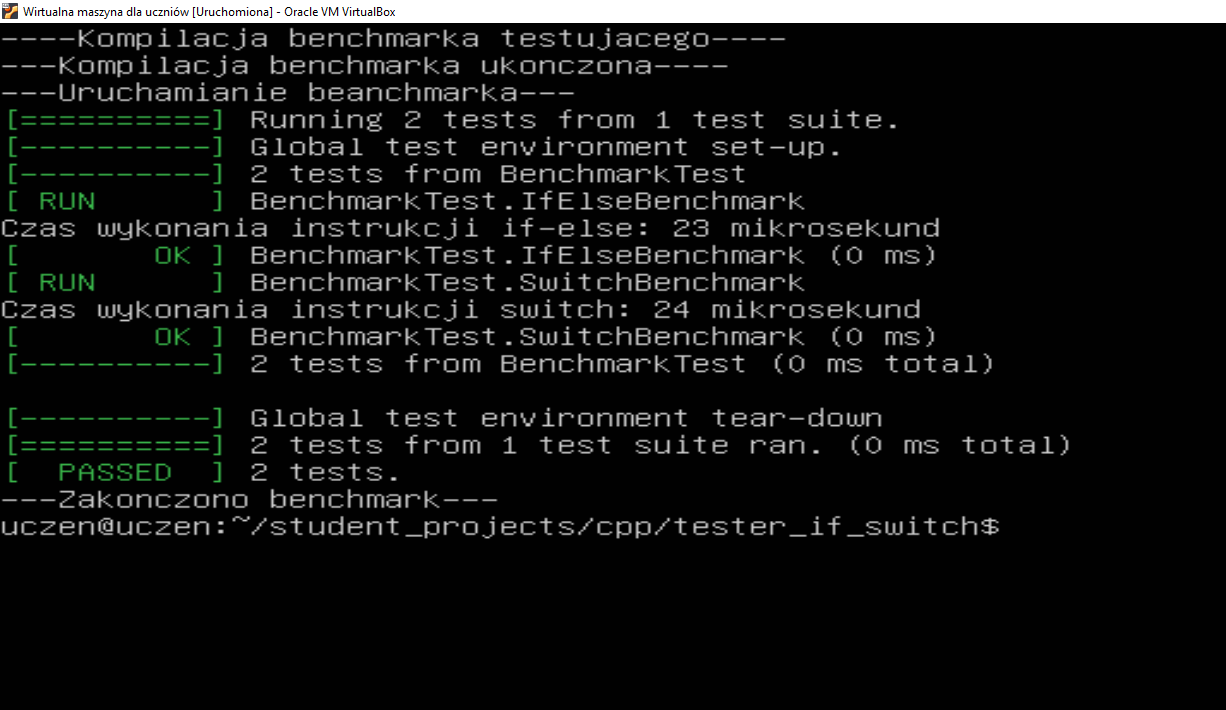 Wirtualna maszyna dla uczniów [Uruchomiona] - Oracle VM VirtualBox
----Kompilacja benchmarka testujacego----
---Kompilacja benchmarka ukonczona----
---Uruchamianie beanchmarka---
[==========] Running 2 tests from 1 test suite.
[----------] Global test environment set-up.
[----------] 2 tests from BenchmarkTest
[ RUN      ] BenchmarkTest.IfElseBenchmark
Czas wykonania instrukcji if-else: 23 mikrosekund
[       OK ] BenchmarkTest.IfElseBenchmark (0 ms)
[ RUN      ] BenchmarkTest.SwitchBenchmark
Czas wykonania instrukcji switch: 24 mikrosekund
[       OK ] BenchmarkTest.SwitchBenchmark (0 ms)
[----------] 2 tests from BenchmarkTest (0 ms total)
[----------] Global test environment tear-down
[==========] 2 tests from 1 test suite ran. (0 ms total)
[  PASSED  ] 2 tests.
---Zakonczono benchmark---
uczen@uczen:~/student_projects/cpp/tester_if_switch$